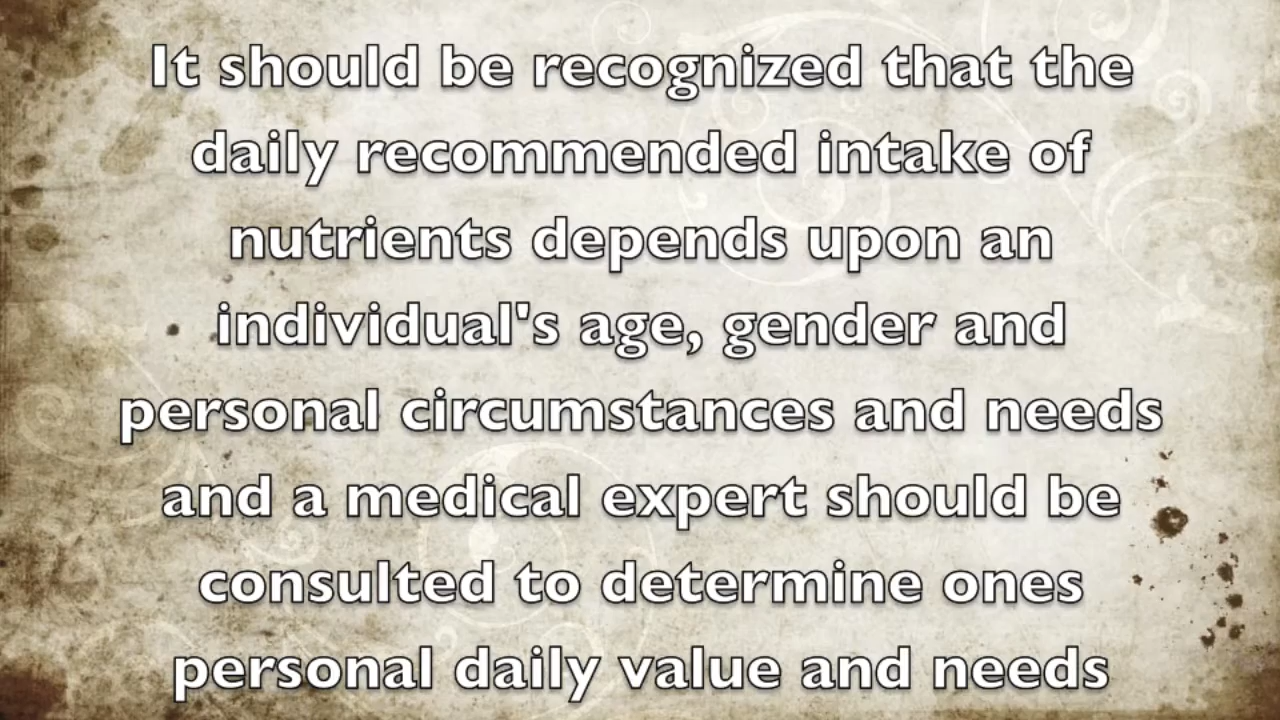 It should be recognized that the
daily recommended intake of
nutrients depends upon an
individual's age, gender and
personal circumstances and needs
and a medical expert should be
consulted to determine ones
personal daily value and needs